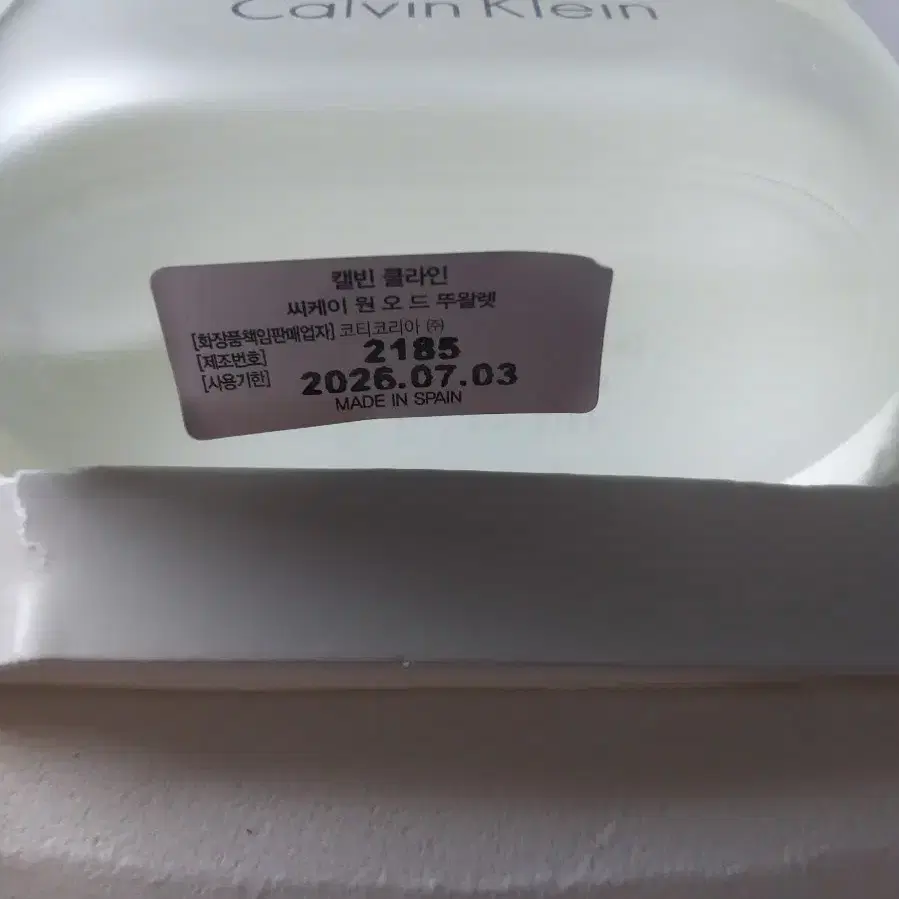 Calvin Klein
캘빈 클라인
씨케이 원 오 드 뚜왈렛
[화장품책임판매업자] 코티코리아 ㈜
[제조번호] 2185
[사용기한] 2026.07.03
MADE IN SPAIN